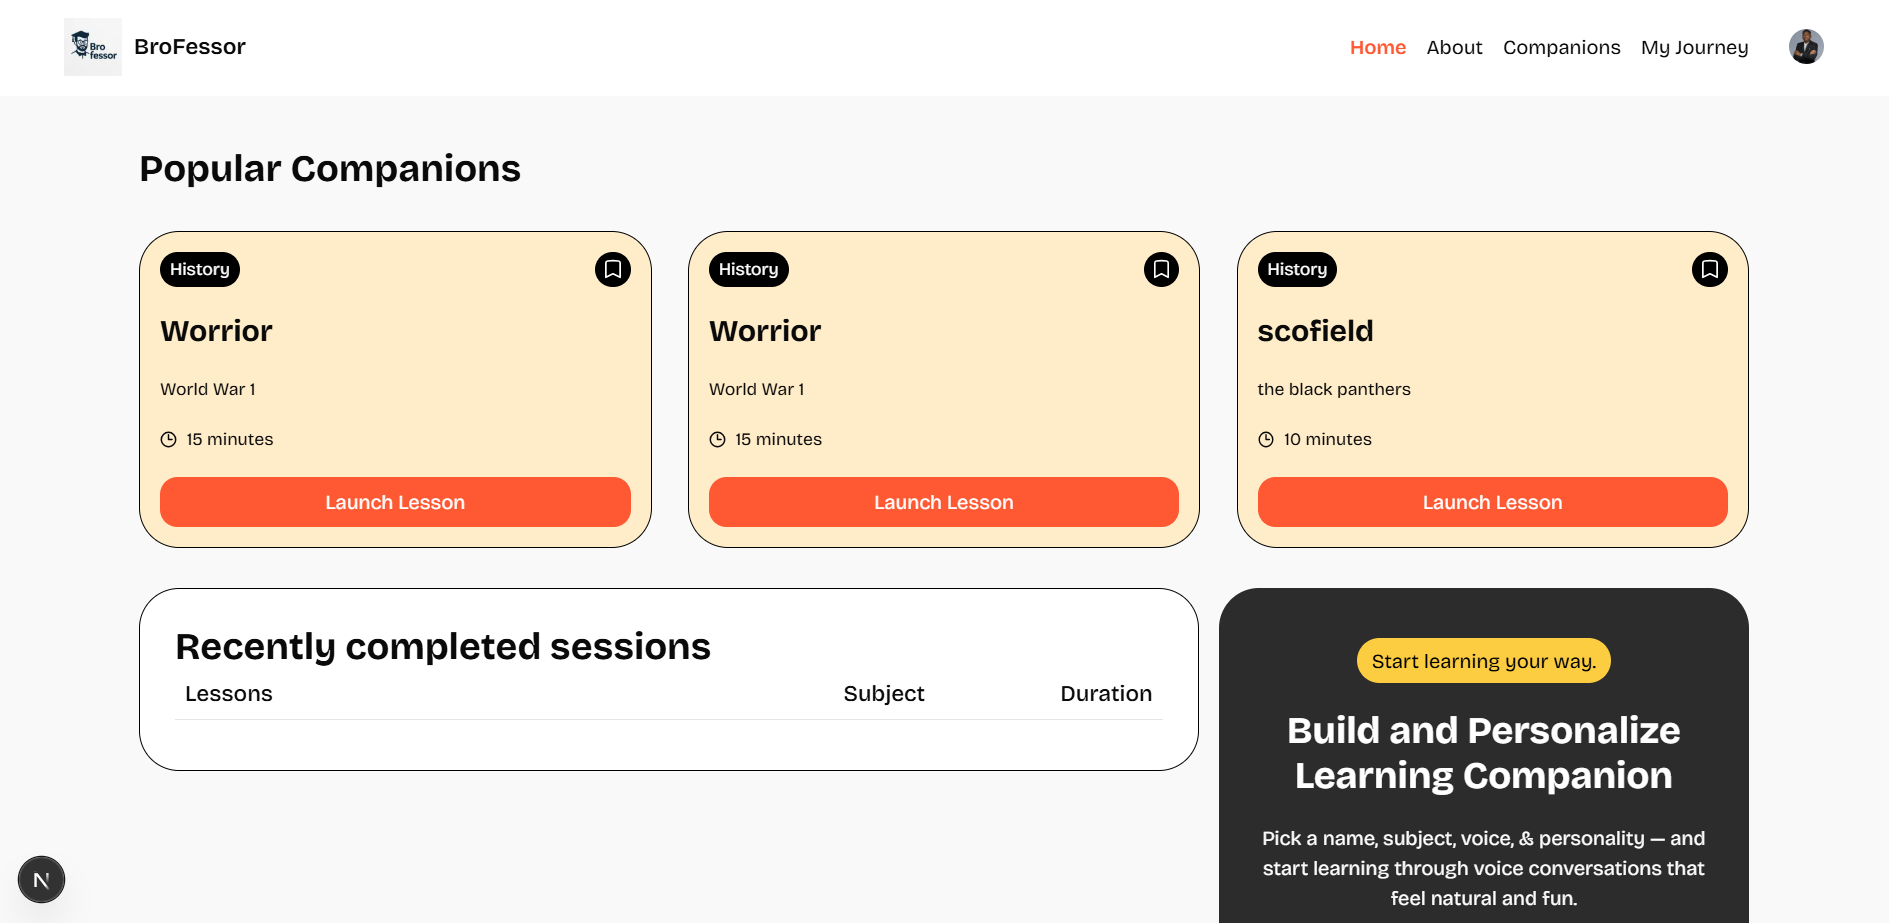 Bro
fessor
BroFessor
Home About Companions My Journey
Popular Companions
History
Worrior
World War 1
15 minutes
Launch Lesson
History
Worrior
World War 1
15 minutes
Launch Lesson
History
scofield
the black panthers
10 minutes
Launch Lesson
Recently completed sessions
Lessons Subject Duration
Start learning your way.
Build and Personalize
Learning Companion
Pick a name, subject, voice, & personality — and
start learning through voice conversations that
feel natural and fun.
N